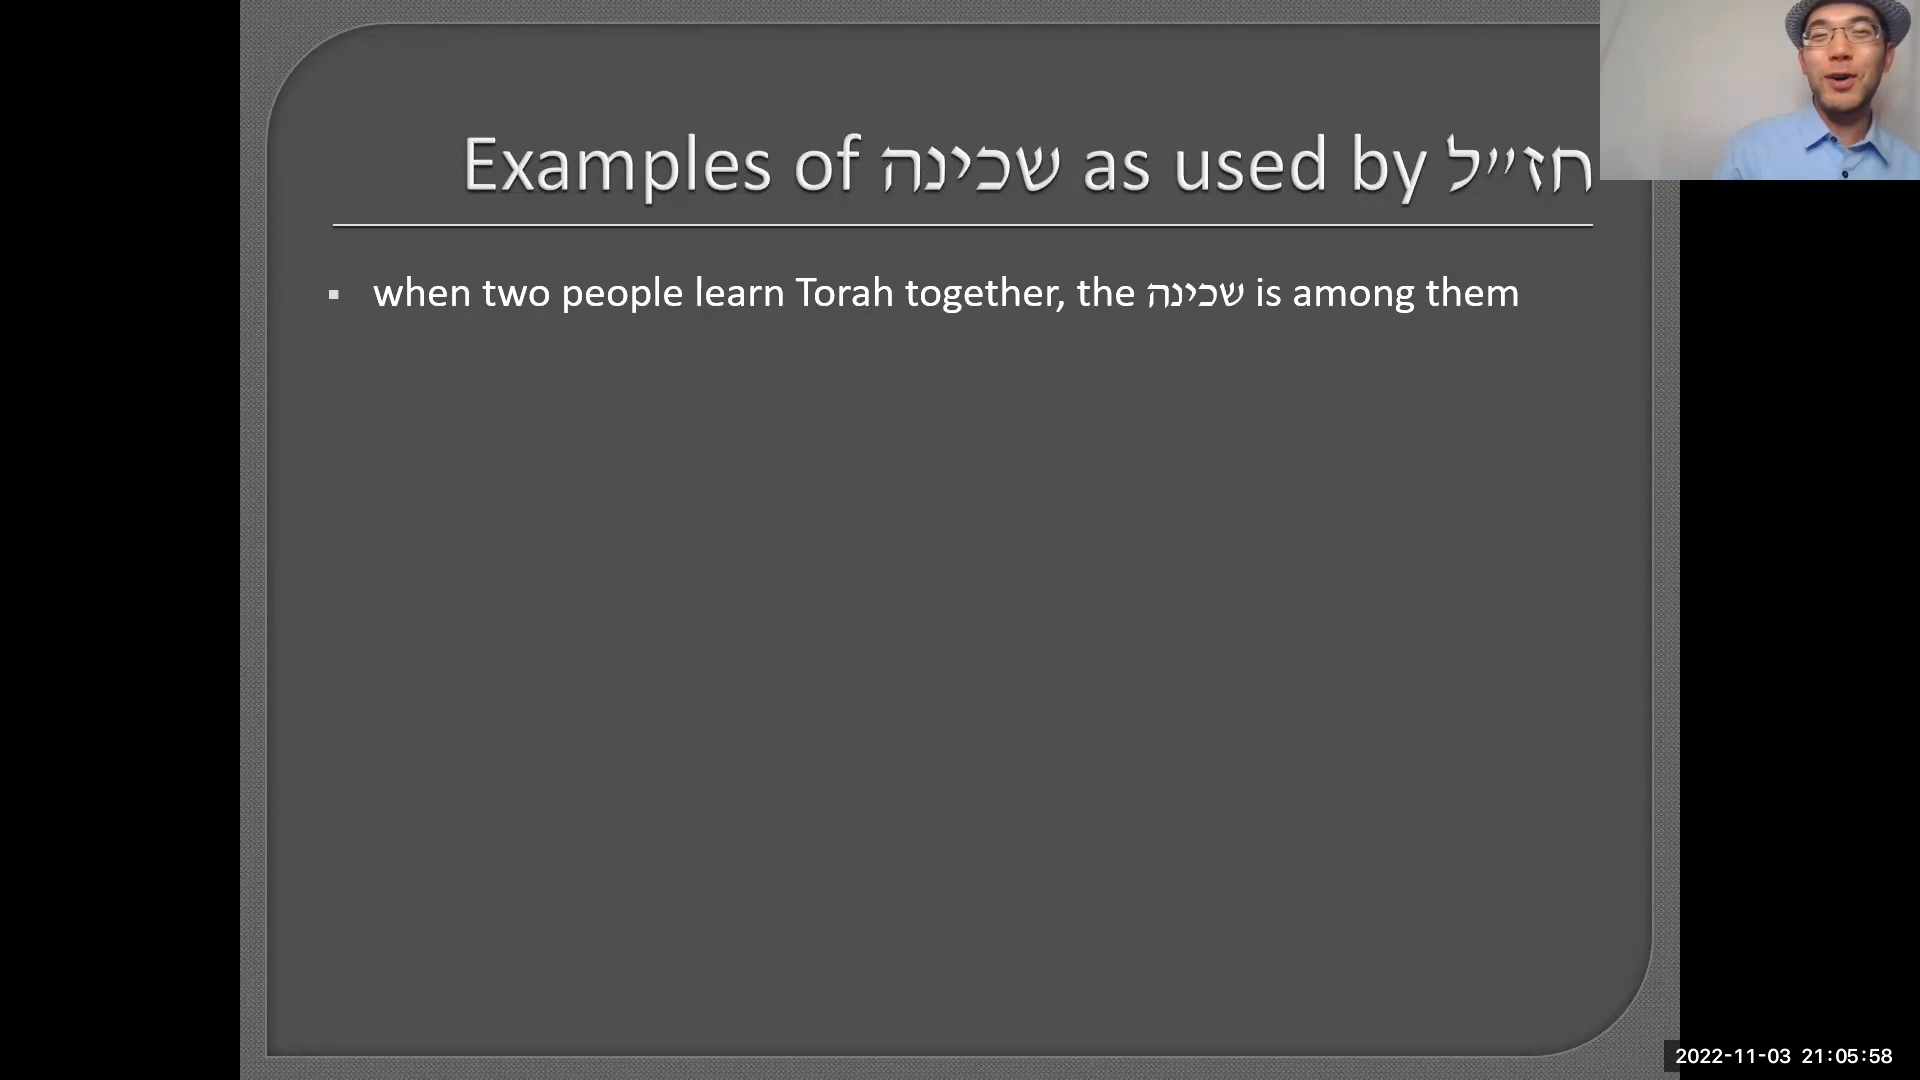 Examples of שכינה as used by חז״ל
▪ when two people learn Torah together, the שכינה is among them
2022-11-03 21:05:58